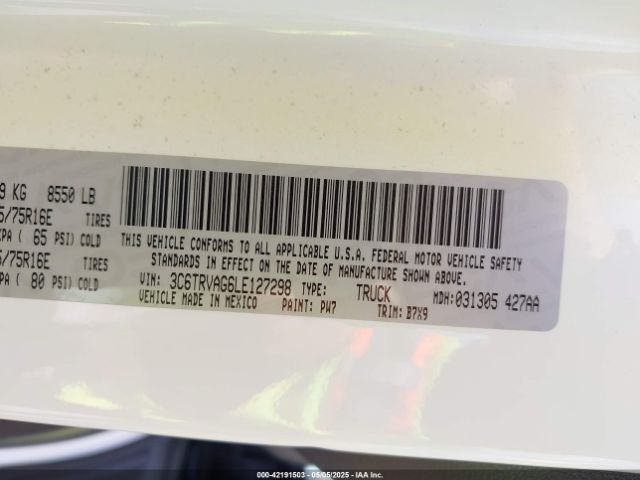 9 KG 8550 LB
5/75R16E TIRES
KPA ( 65 PSI) COLD
5/75R16E TIRES
KPA ( 80 PSI) COLD
THIS VEHICLE CONFORMS TO ALL APPLICABLE U.S.A. FEDERAL MOTOR VEHICLE SAFETY
STANDARDS IN EFFECT ON THE DATE OF MANUFACTURE SHOWN ABOVE.
VIN: 3C6TRVAG6LE127298 TYPE: TRUCK MDH:031305 427AA
VEHICLE MADE IN MEXICO PAINT: PW7 TRIM: B7X9
000-42191503 - 05/05/2025 - IAA Inc.